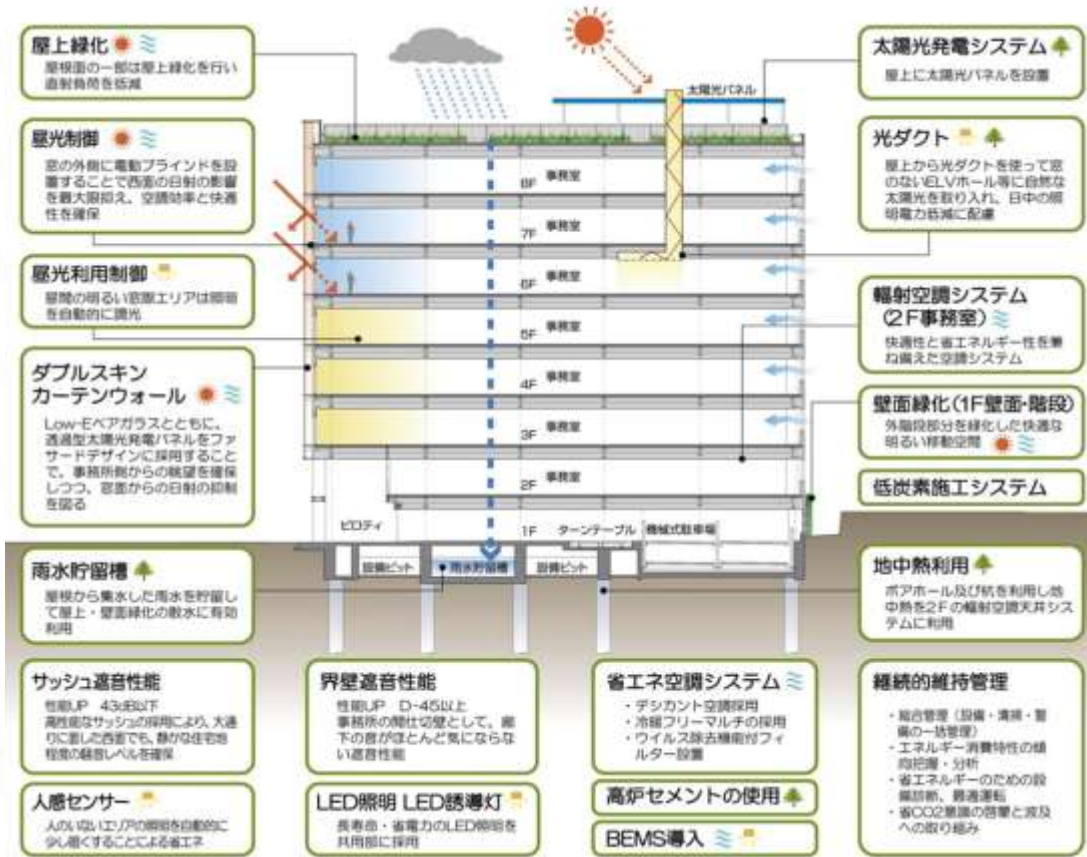 屋上緑化
屋根面の一部は屋上緑化を行い
直射負荷を低減
昼光制御
窓の外側に電動ブラインドを設
置することで西面の日射の影響
を最大限抑え、空調効率と快適
性を確保
昼光利用制御
昼間の明るい窓際エリアは照明
を自動的に調光
ダブルスキン
カーテンウォール
Low-Eペアガラスとともに、
透過型太陽光発電パネルをファ
サードデザインに採用すること
で、事務所側からの眺望を確保
しつつ、窓面からの日射の抑制
を図る
雨水貯留槽
屋根から集水した雨水を貯留し
て屋上・壁面緑化の散水に有効
利用
太陽光パネル
8F 事務室
7F 事務室
6F 事務室
5F 事務室
4F 事務室
3F 事務室
2F 事務室
ピロティ
1F ターンテーブル 機械式駐車場
設備ピット 雨水貯留槽 設備ピット
太陽光発電システム
屋上に太陽光パネルを設置
光ダクト
屋上から光ダクトを使って窓
のないELVホール等に自然な
太陽光を取り入れ、日中の照
明電力低減に配慮
輻射空調システム
(2F事務室)
快適性と省エネルギー性を兼
ね備えた空調システム
壁面緑化(1F壁面・階段)
外階段部分を緑化した快適な
明るい移動空間
低炭素施工システム
地中熱利用
ボアホール及び杭を利用し地
中熱を2Fの輻射空調天井シス
テムに利用
サッシュ遮音性能
性能UP 43dB以下
高性能なサッシュの採用により、大通
りに面した西面でも、静かな住宅地
程度の騒音レベルを確保
人感センサー
人のいないエリアの照明を自動的に
少し暗くすることによる省エネ
界壁遮音性能
性能UP D-45以上
事務所の間仕切壁として、廊
下の音がほとんど気にならな
い遮音性能
LED照明 LED誘導灯
長寿命・省電力のLED照明を
共用部に採用
省エネ空調システム
・デシカント空調採用
・冷暖フリーマルチの採用
・ウイルス除去機能付フィ
ルター設置
高炉セメントの使用
BEMS導入
継続的維持管理
・総合管理（設備・清掃・警
備の一括管理）
・エネルギー消費特性の傾
向把握・分析
・省エネルギーのための設
備診断、最適運転
・省CO2意識の啓蒙と波及
への取り組み